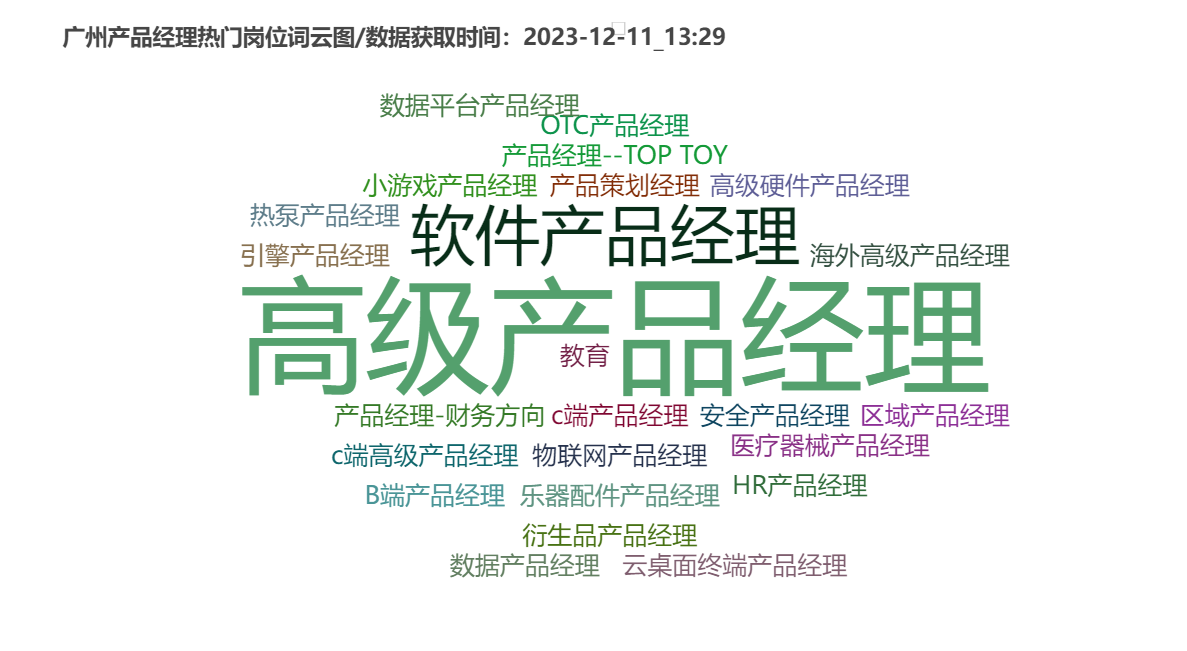 广州产品经理热门岗位词云图/数据获取时间：2023-12-11_13:29
数据平台产品经理
OTC产品经理
产品经理--TOP TOY
小游戏产品经理 产品策划经理 高级硬件产品经理
热泵产品经理 软件产品经理
引擎产品经理 海外高级产品经理
高级产品经理
教育
产品经理-财务方向 c端产品经理 安全产品经理 区域产品经理
c端高级产品经理 物联网产品经理 医疗器械产品经理
B端产品经理 乐器配件产品经理 HR产品经理
衍生品产品经理
数据产品经理 云桌面终端产品经理